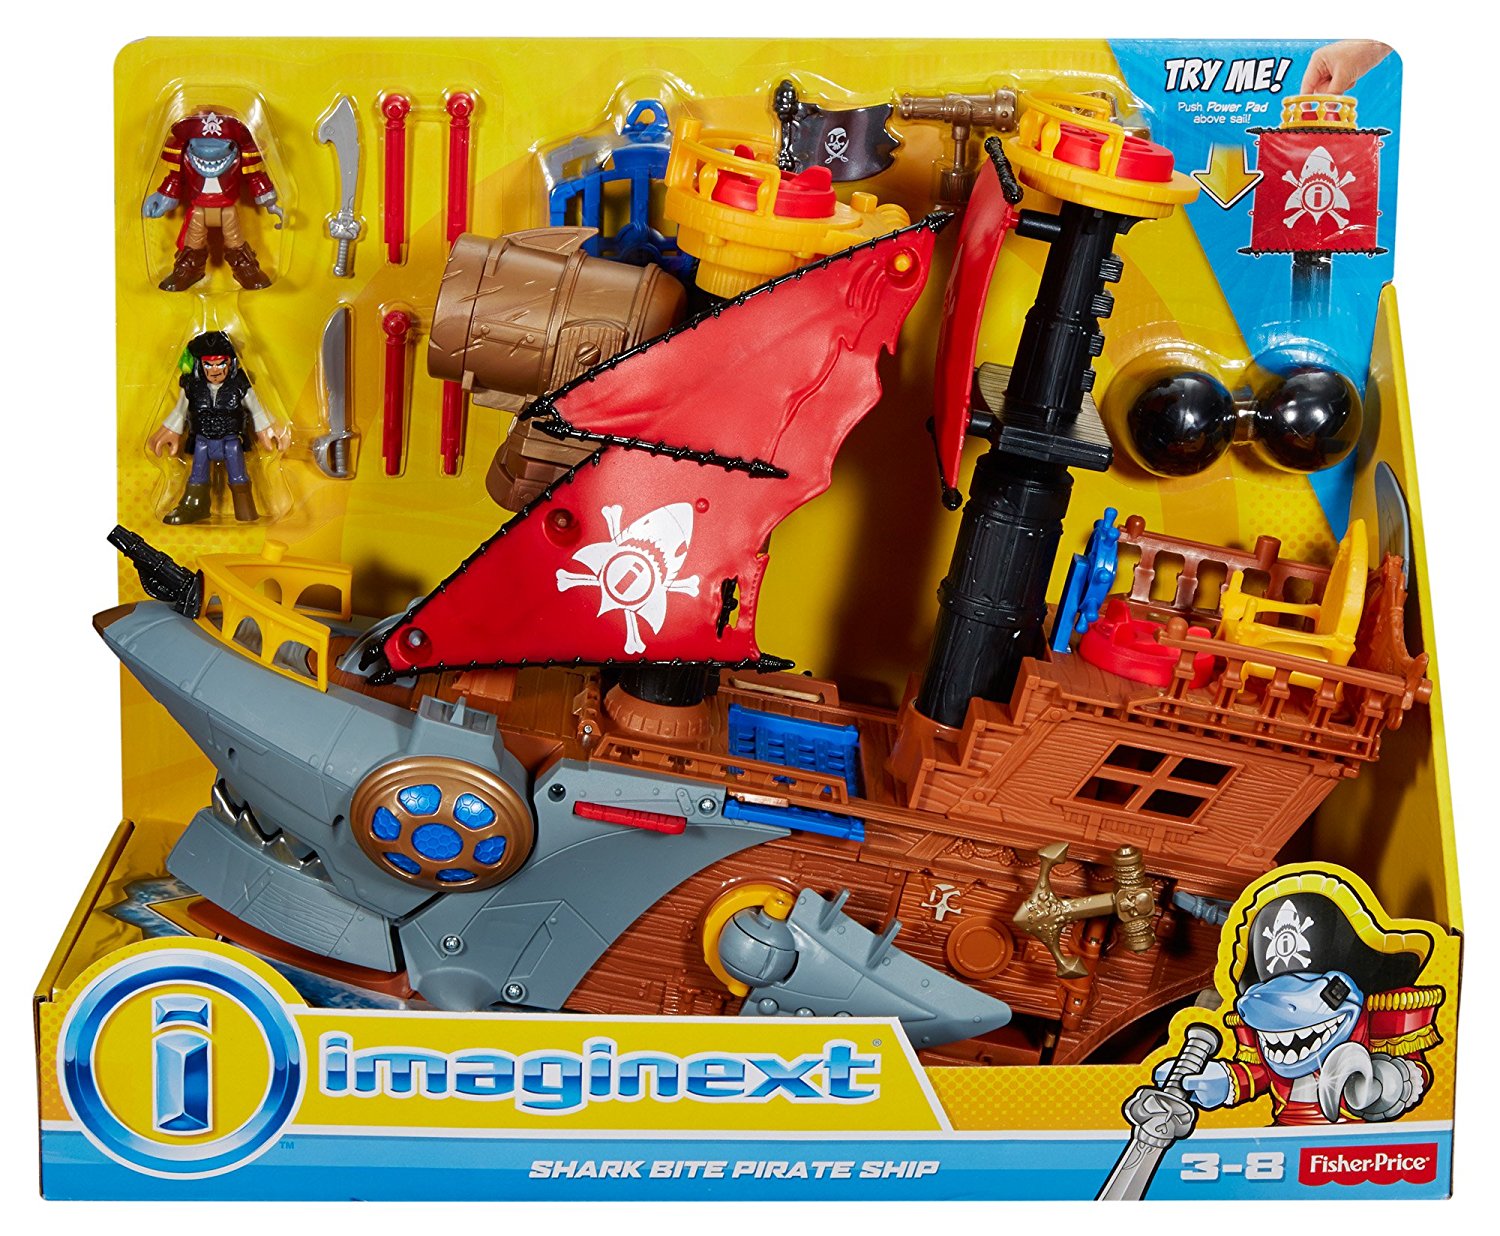 TRY ME!
Push Power Pad
above sail!
imaginext®
™
SHARK BITE PIRATE SHIP
3-8
Fisher-Price®